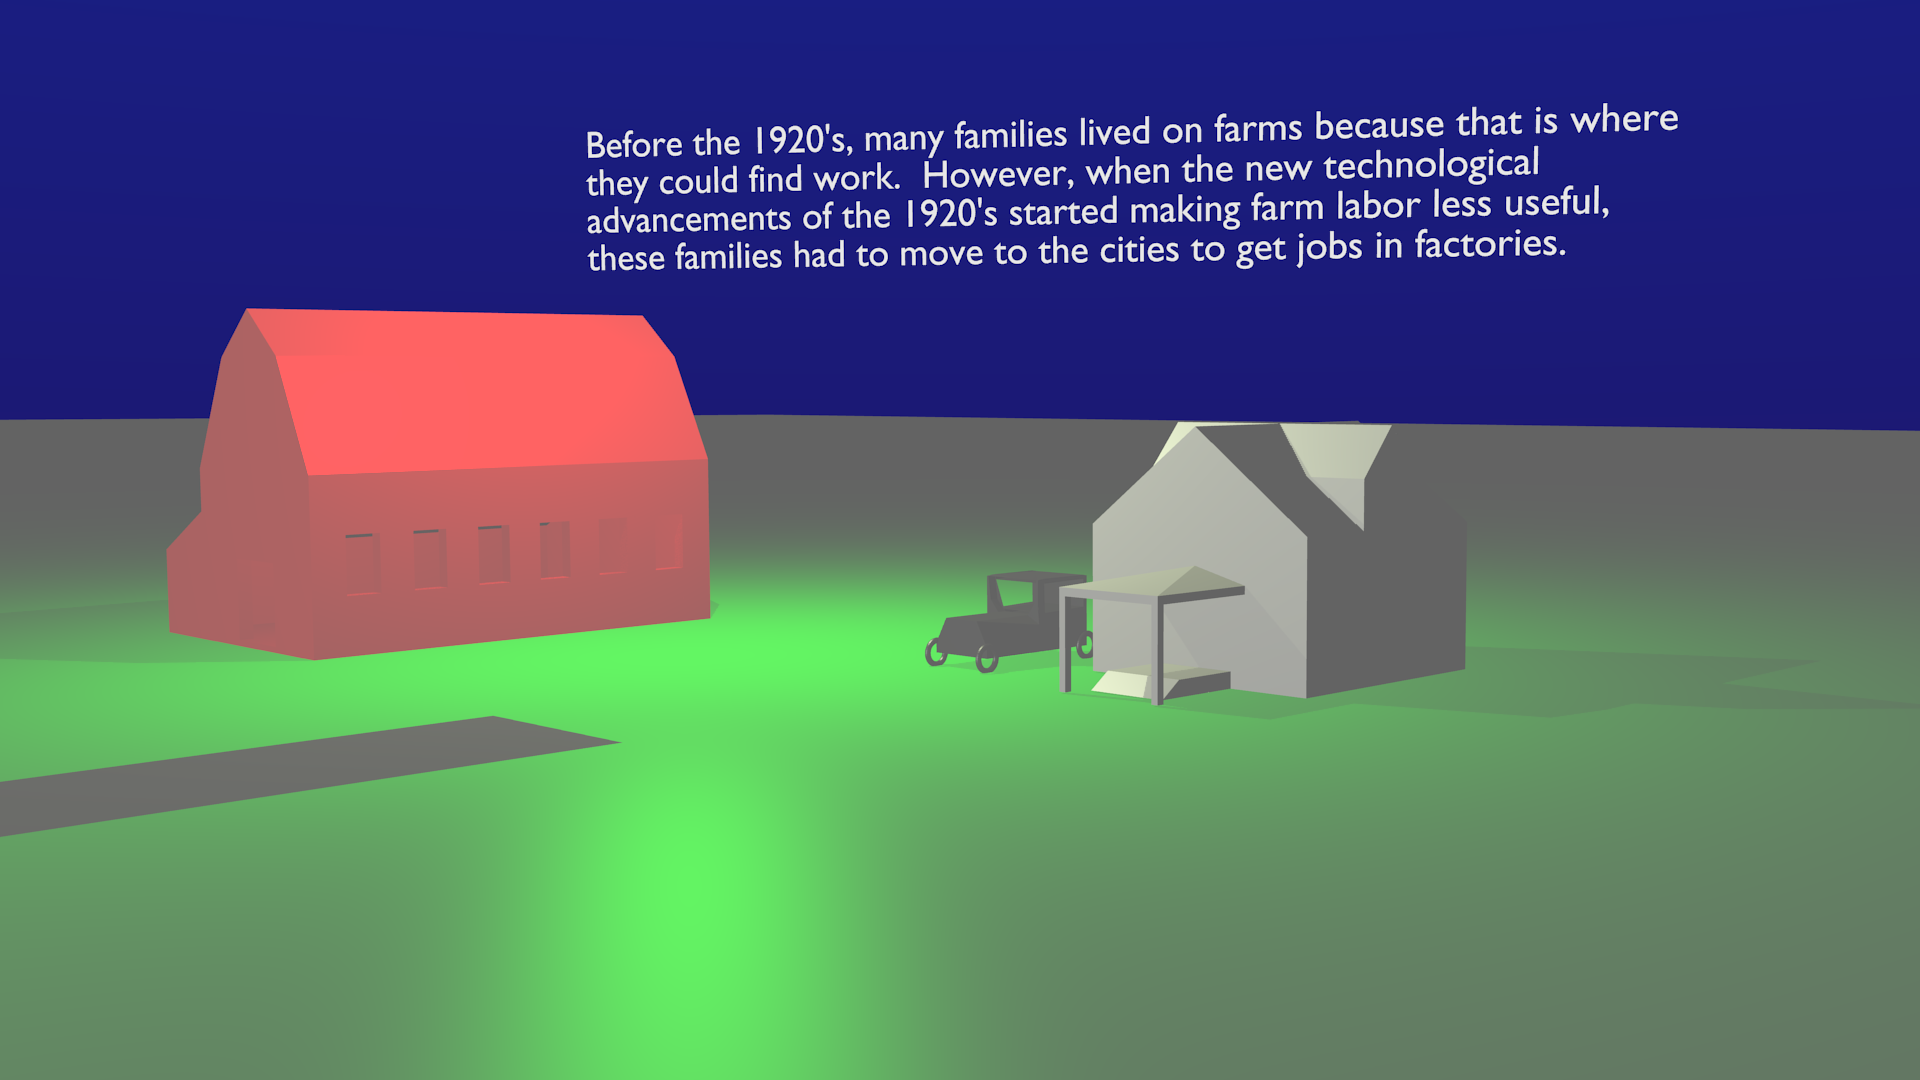 Before the 1920's, many families lived on farms because that is where
they could find work.  However, when the new technological
advancements of the 1920's started making farm labor less useful,
these families had to move to the cities to get jobs in factories.